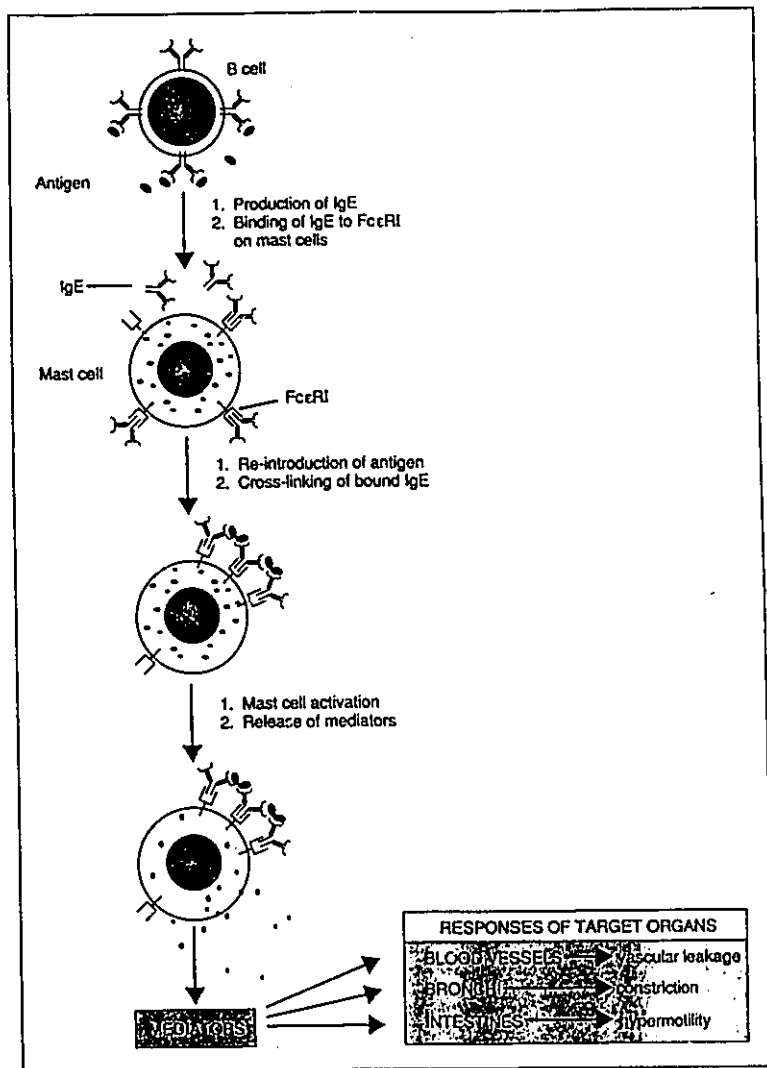 B cell
Antigen
1. Production of IgE
2. Binding of IgE to FcεRI
on mast cells
IgE
Mast cell
FcεRI
1. Re-introduction of antigen
2. Cross-linking of bound IgE
1. Mast cell activation
2. Release of mediators
MEDIATORS
RESPONSES OF TARGET ORGANS
BLOOD VESSELS vascular leakage
BRONCHI constriction
INTESTINES hypermotility